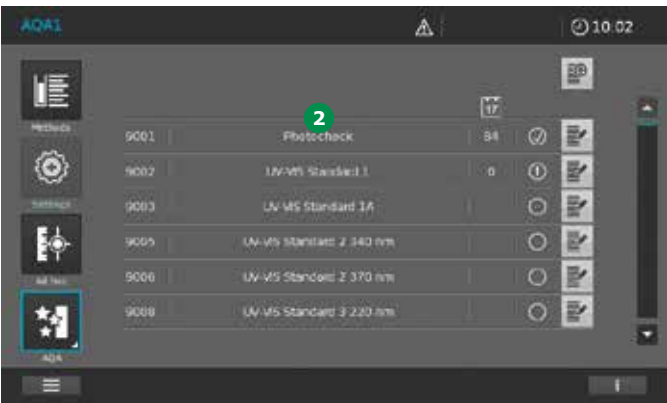 AQA1 10:02
17
2
Methods
9001 Photocheck 84
9002 UV-VIS Standard 1 0
Settings
9003 UV-VIS Standard 1A
9005 UV-VIS Standard 2 340 nm
9006 UV-VIS Standard 2 370 nm
9008 UV-VIS Standard 3 220 nm
AQA
i